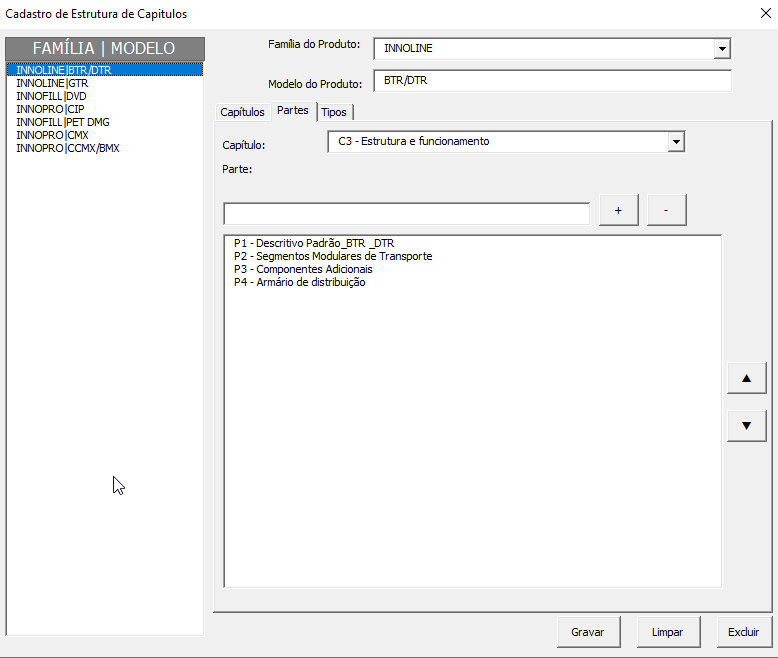 Cadastro de Estrutura de Capitulos
FAMÍLIA | MODELO
INNOLINE|BTR/DTR
INNOLINE|GTR
INNOFILL|DVD
INNOPRO|CIP
INNOFILL|PET DMG
INNOPRO|CMX
INNOPRO|CCMX/BMX
Família do Produto:
INNOLINE
Modelo do Produto:
BTR/DTR
Capítulos
Partes
Tipos
Capítulo:
C3 - Estrutura e funcionamento
Parte:
+
-
P1 - Descritivo Padrão_BTR _DTR
P2 - Segmentos Modulares de Transporte
P3 - Componentes Adicionais
P4 - Armário de distribuição
▲
▼
Gravar
Limpar
Excluir